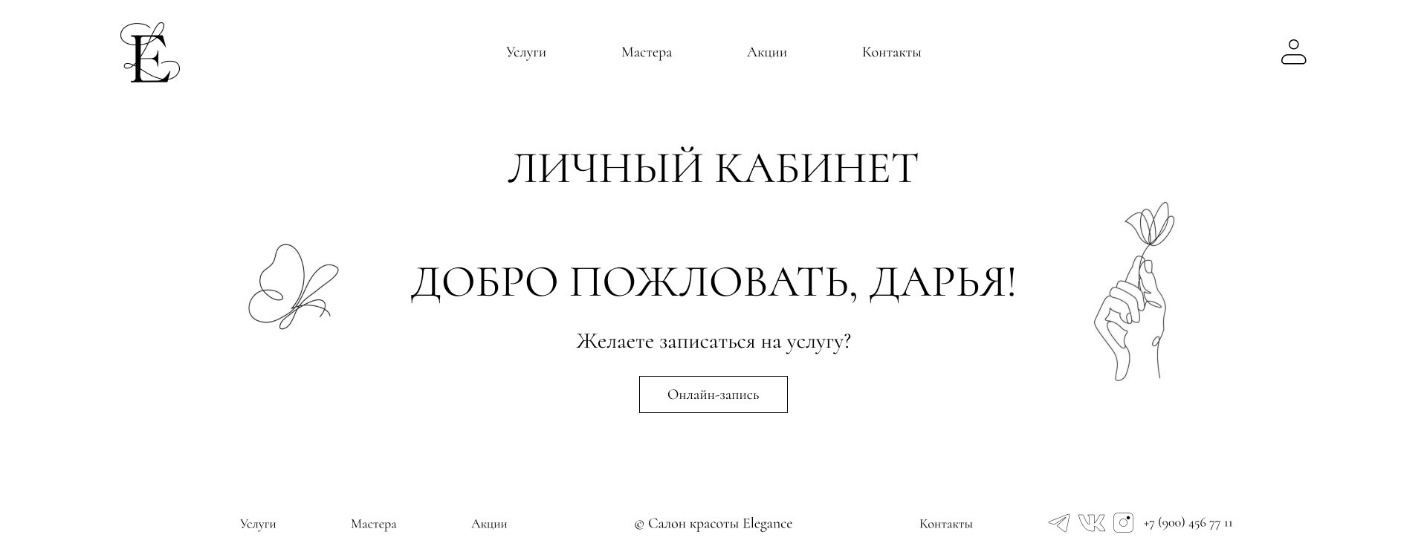 E
Услуги Мастера Акции Контакты
ЛИЧНЫЙ КАБИНЕТ
ДОБРО ПОЖЛОВАТЬ, ДАРЬЯ!
Желаете записаться на услугу?
Онлайн-запись
Услуги Мастера Акции © Салон красоты Elegance Контакты +7 (900) 456 77 11